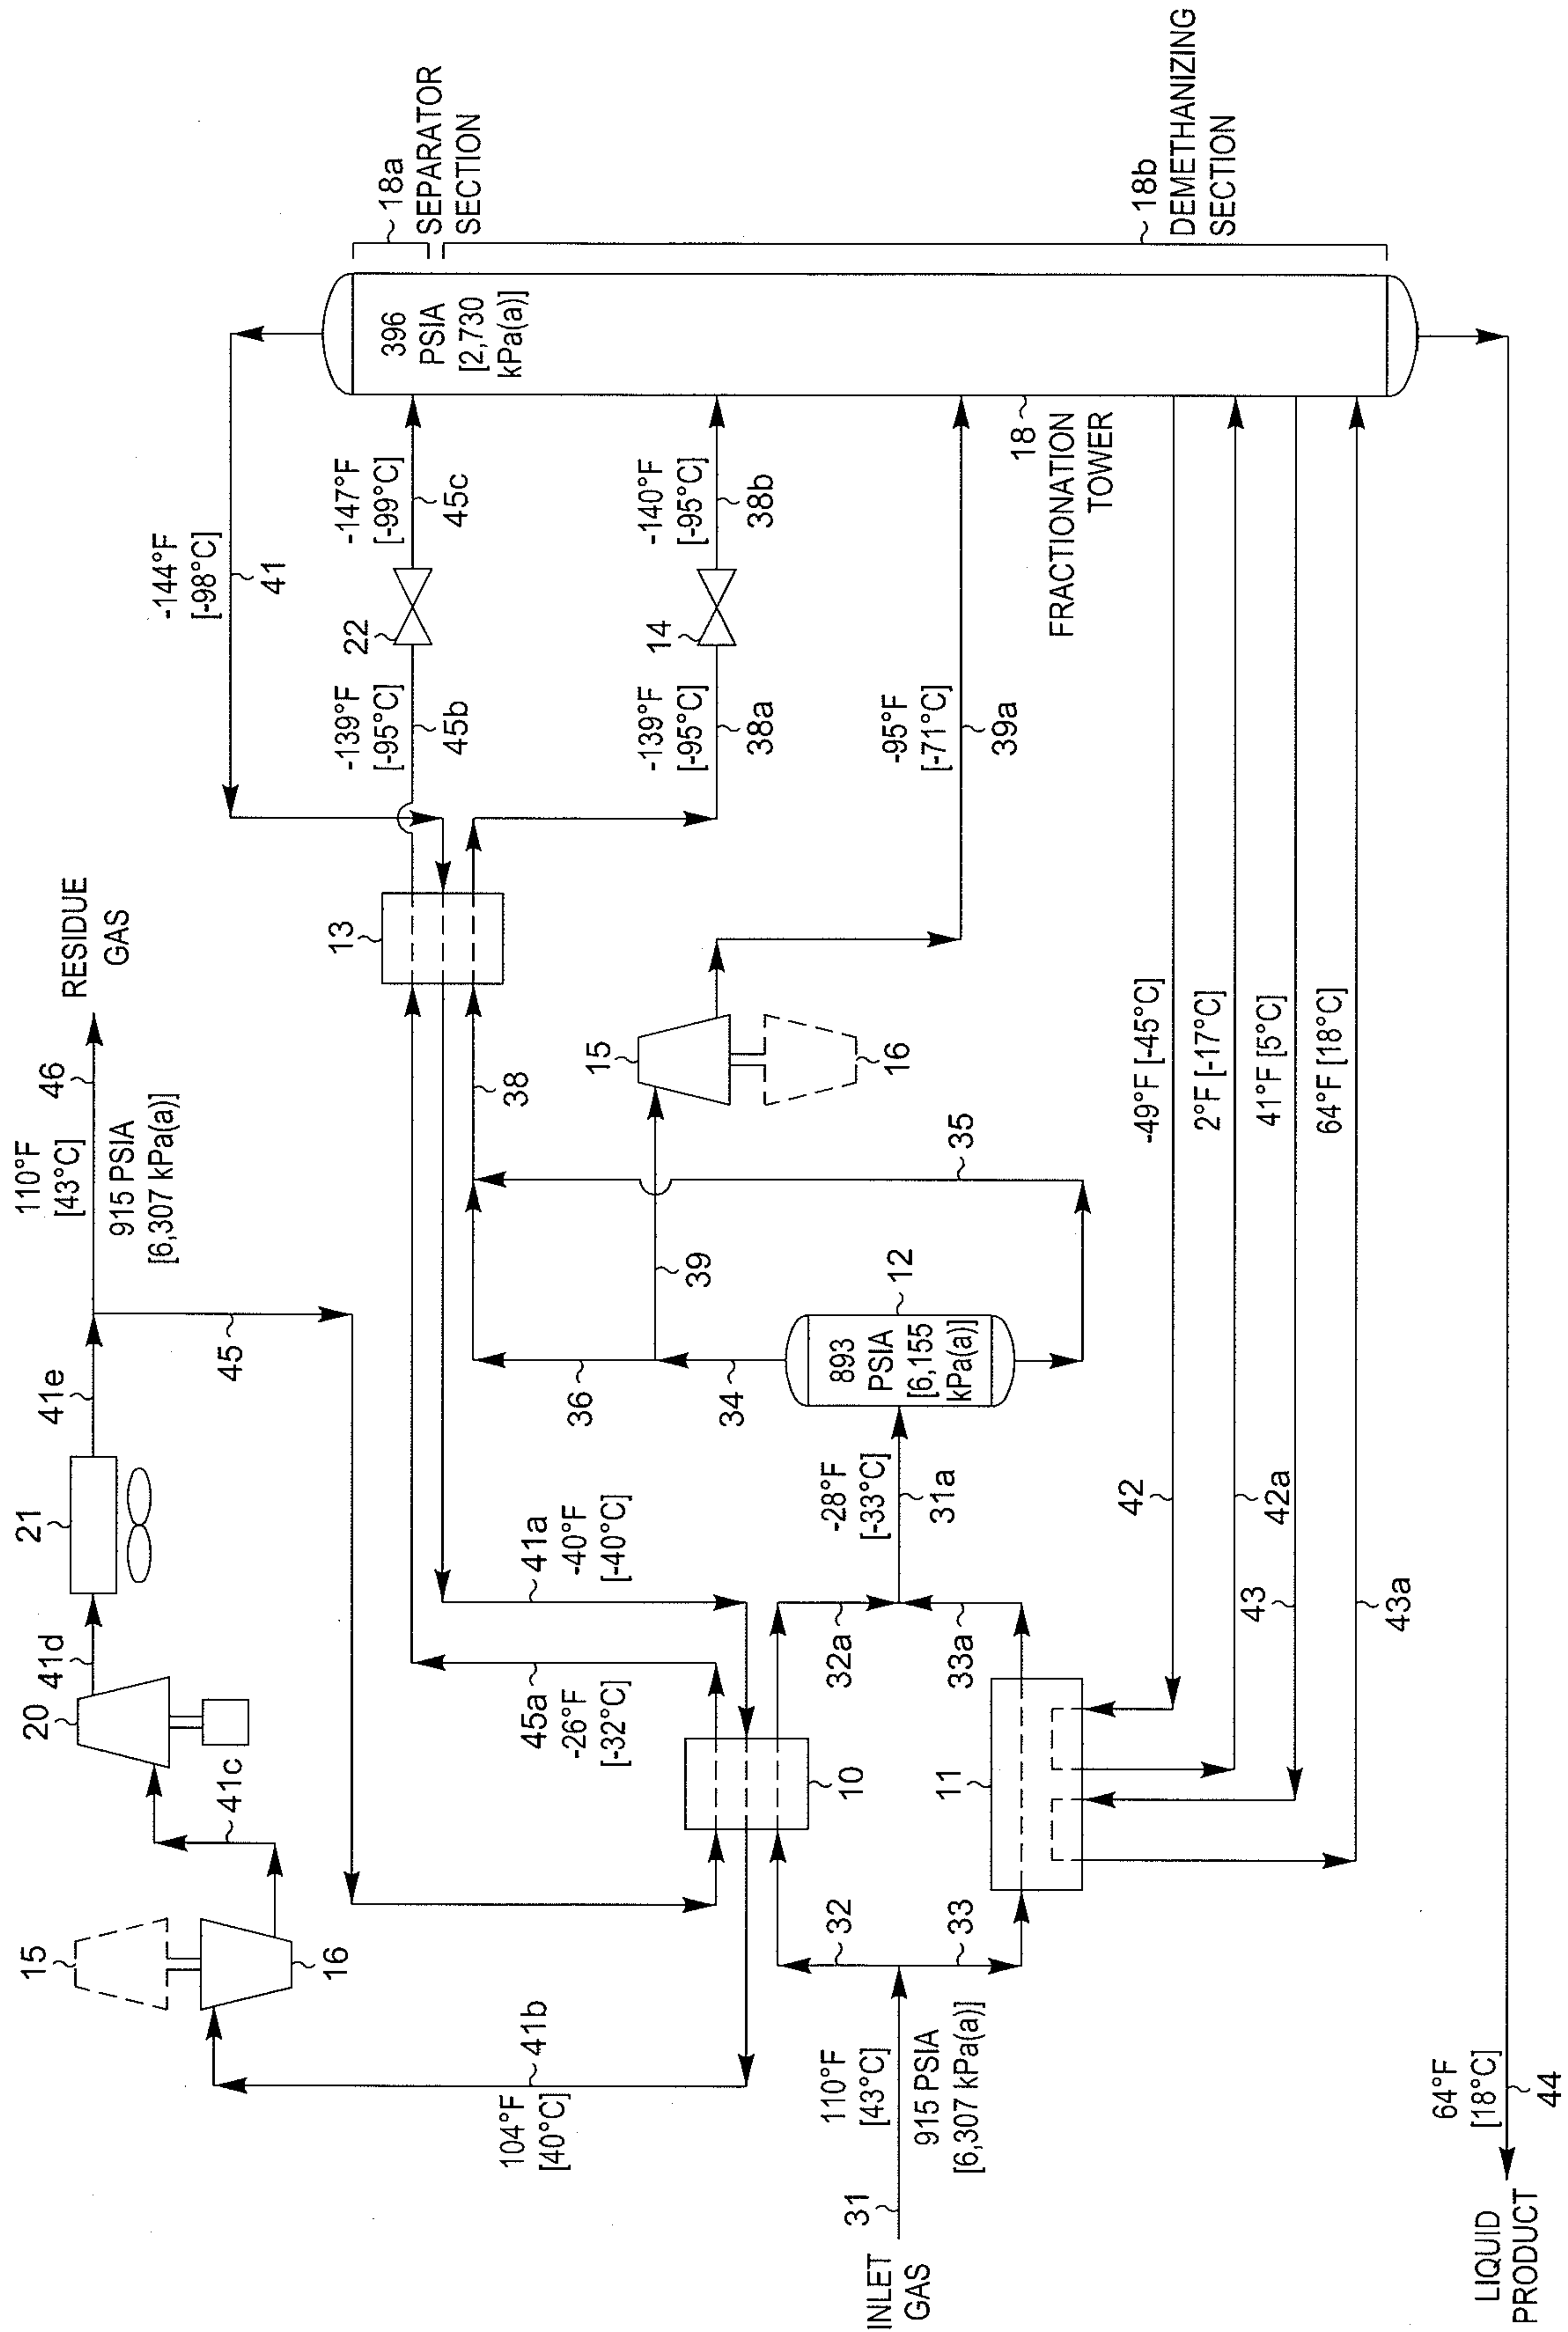 RESIDUE
GAS
110°F
[43°C]
46
915 PSIA
[6,307 kPa(a)]
41e
45
21
41d
20
41c
15
16
41b
104°F
[40°C]
-144°F
[-98°C]
41
13
-139°F
[-95°C]
45b
22
-147°F
[-99°C]
45c
-139°F
[-95°C]
38a
14
-140°F
[-95°C]
38b
-95°F
[-71°C]
39a
396
PSIA
[2,730
kPa(a)]
18a
SEPARATOR
SECTION
18b
DEMETHANIZING
SECTION
18
FRACTIONATION
TOWER
38
15
16
35
39
36
34
12
893
PSIA
[6,155
kPa(a)]
-28°F
[-33°C]
31a
41a
-40°F
[-40°C]
45a
-26°F
[-32°C]
10
32a
33a
11
32
33
INLET
GAS
31
110°F
[43°C]
915 PSIA
[6,307 kPa(a)]
-49°F [-45°C]
42
2°F [-17°C]
42a
41°F [5°C]
43
64°F [18°C]
43a
64°F
[18°C]
44
LIQUID
PRODUCT